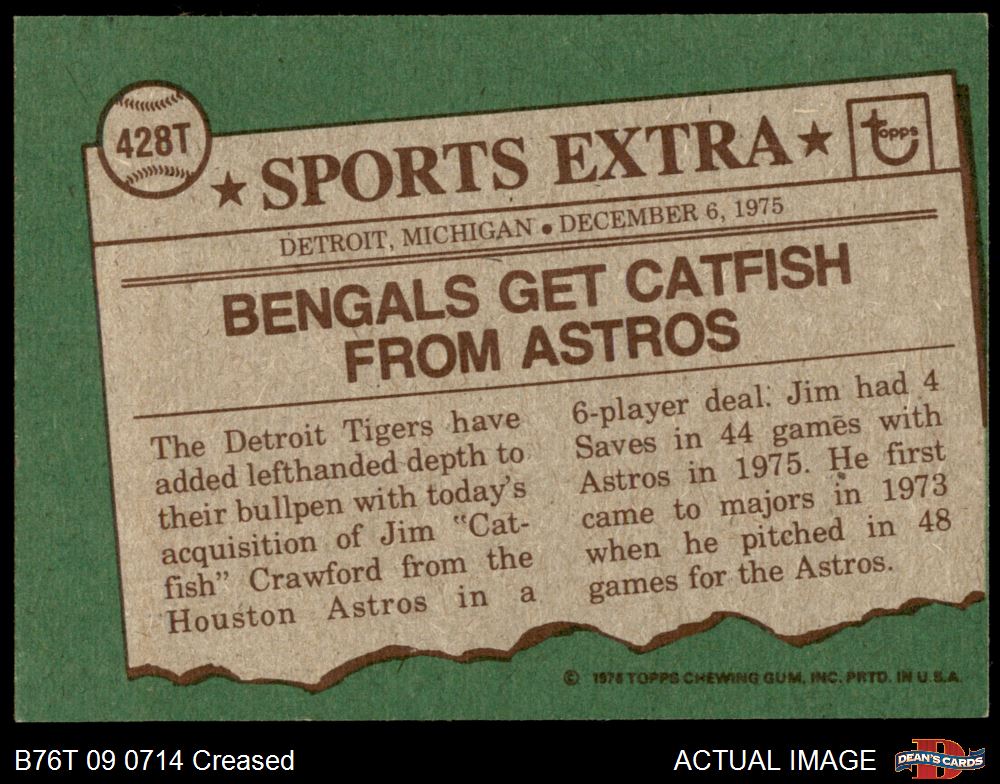 428T
★ SPORTS EXTRA ★
topps
DETROIT, MICHIGAN • DECEMBER 6, 1975
BENGALS GET CATFISH
FROM ASTROS
The Detroit Tigers have
added lefthanded depth to
their bullpen with today's
acquisition of Jim "Cat-
fish" Crawford from the
Houston Astros in a
6-player deal. Jim had 4
Saves in 44 games with
Astros in 1975. He first
came to majors in 1973
when he pitched in 48
games for the Astros.
© 1976 TOPPS CHEWING GUM, INC. PRTD. IN U.S.A.
B76T 09 0714 Creased
ACTUAL IMAGE
D
DEAN'S CARDS